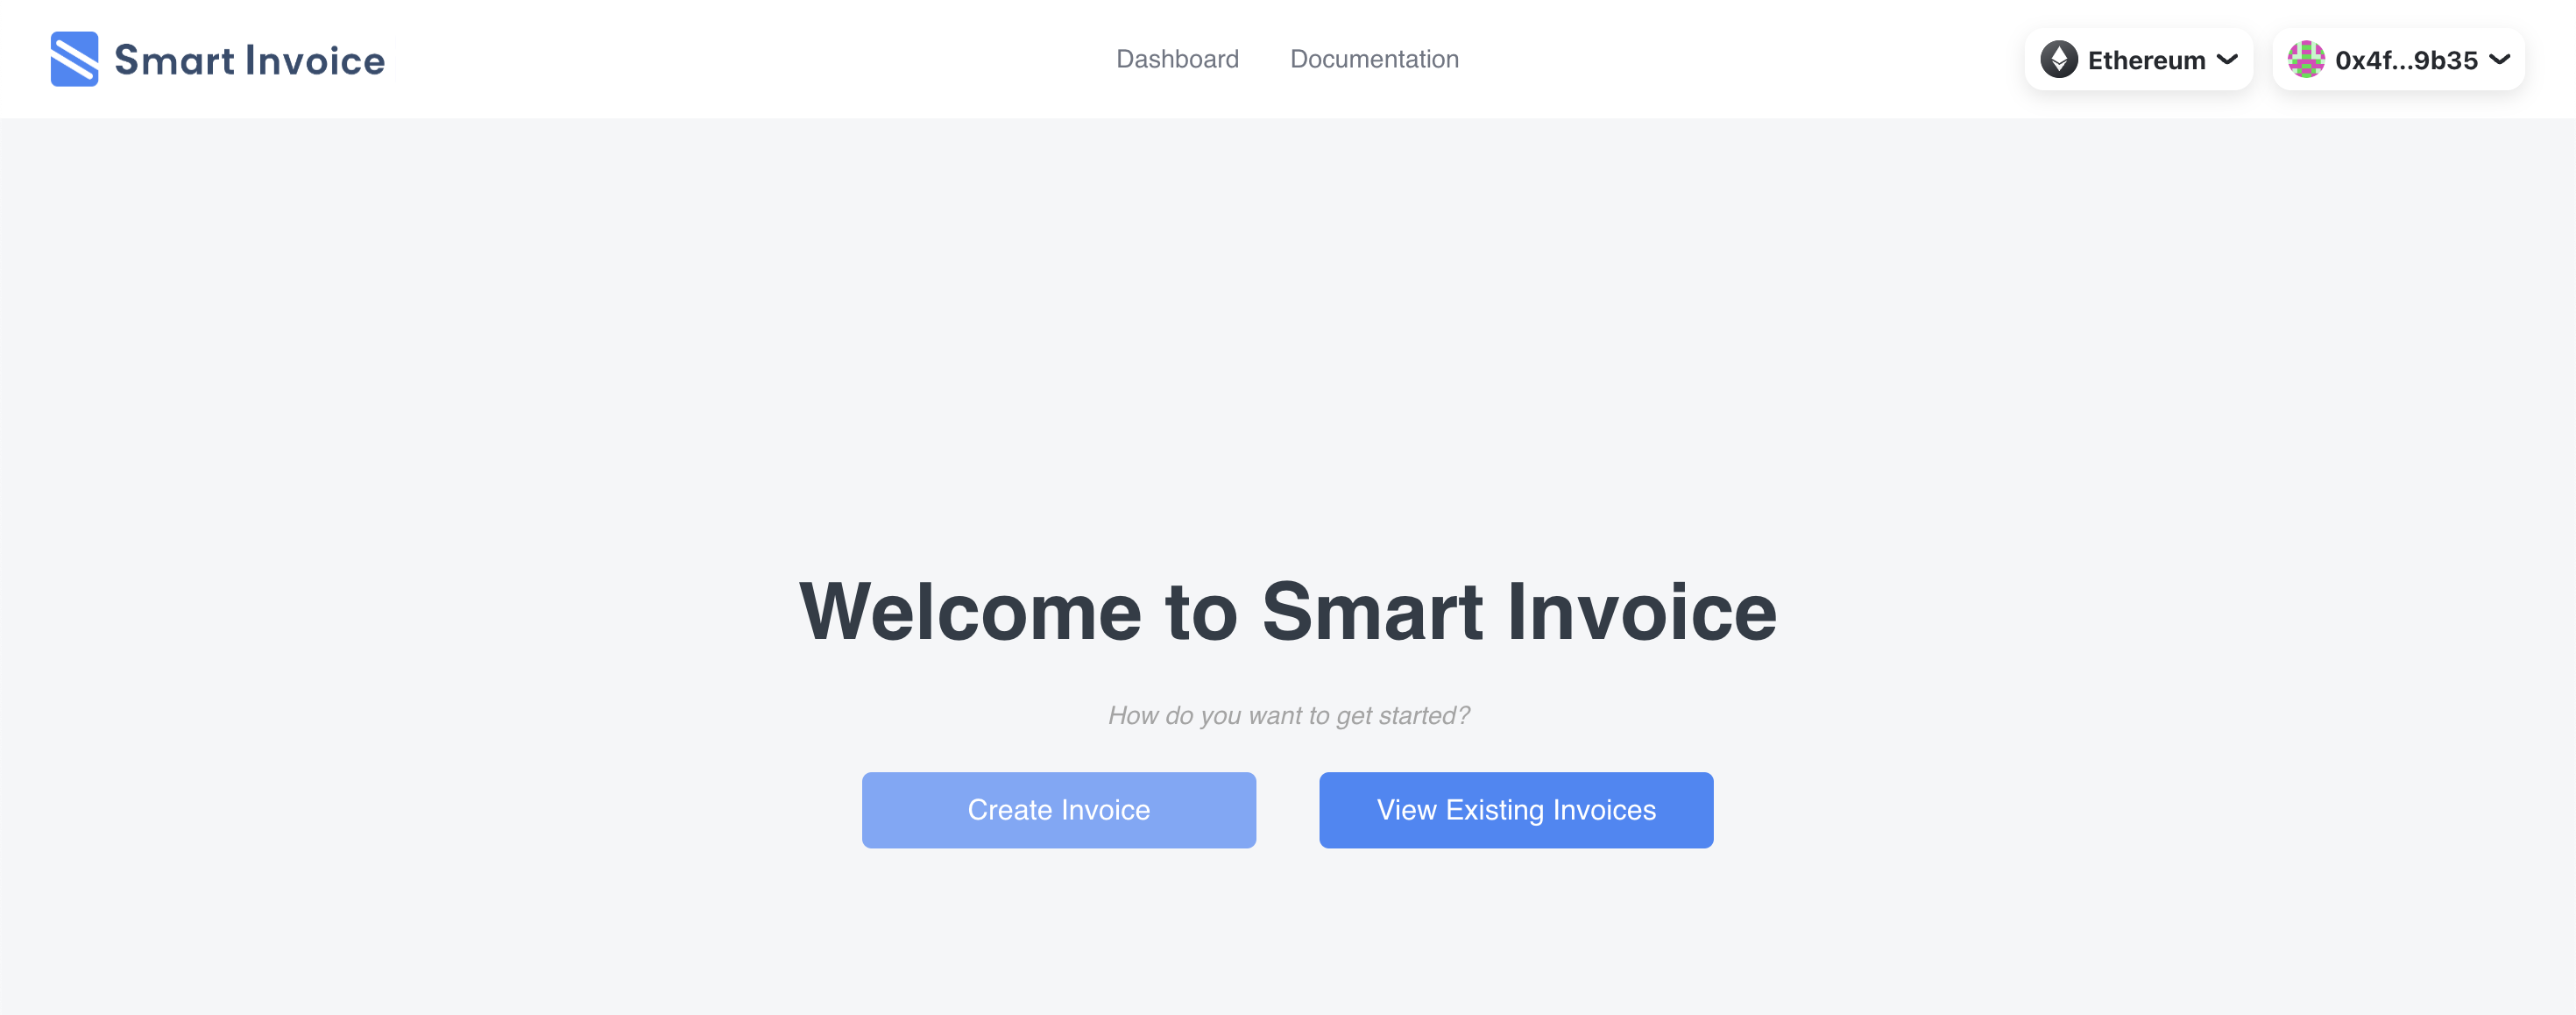 Smart Invoice
Dashboard
Documentation
Ethereum
0x4f...9b35
Welcome to Smart Invoice
How do you want to get started?
Create Invoice
View Existing Invoices